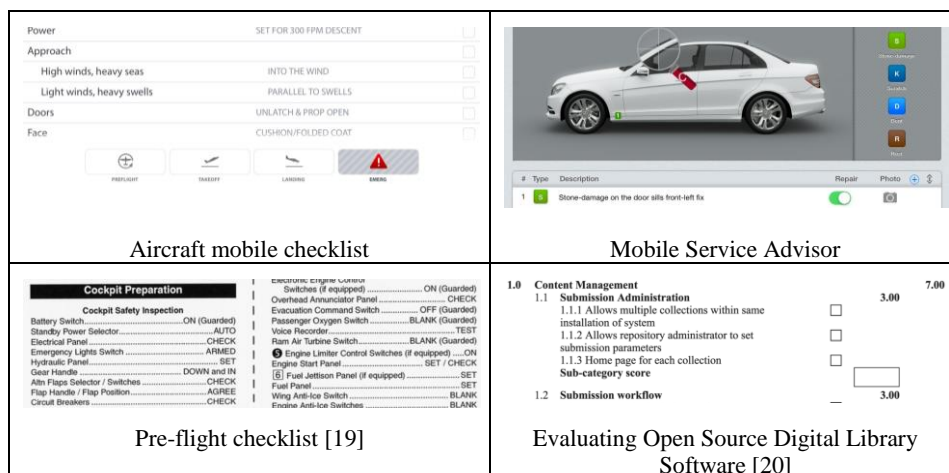 Power SET FOR 300 FPM DESCENT
Approach
High winds, heavy seas INTO THE WIND
Light winds, heavy swells PARALLEL TO SWELLS
Doors UNLATCH & PROP OPEN
Face CUSHION/FOLDED COAT
PREFLIGHT TAKEOFF LANDING EMERG
Aircraft mobile checklist
S
Stone-damage
K
Scratch
D
Dent
R
Rust
1
# Type Description Repair Photo
1 S Stone-damage on the door sills front-left fix
Mobile Service Advisor
Cockpit Preparation
Cockpit Safety Inspection
Battery Switch ON (Guarded)
Standby Power Selector AUTO
Electrical Panel CHECK
Emergency Lights Switch ARMED
Hydraulic Panel SET
Gear Handle DOWN and IN
Altn Flaps Selector / Switches CHECK
Flap Handle / Flap Position AGREE
Circuit Breakers CHECK
Electronic Engine Control
Switches (if equipped) ON (Guarded)
Overhead Annunciator Panel CHECK
Evacuation Command Switch OFF (Guarded)
Passenger Oxygen Switch BLANK (Guarded)
Voice Recorder TEST
Ram Air Turbine Switch BLANK (Guarded)
5 Engine Limiter Control Switches (if equipped) ON
Engine Start Panel SET / CHECK
6 Fuel Jettison Panel (if equipped) SET
Fuel Panel SET
Wing Anti-Ice Switch BLANK
Engine Anti-Ice Switches BLANK
Pre-flight checklist [19]
1.0 Content Management 7.00
1.1 Submission Administration 3.00
1.1.1 Allows multiple collections within same
installation of system
1.1.2 Allows repository administrator to set
submission parameters
1.1.3 Home page for each collection
Sub-category score
1.2 Submission workflow 3.00
Evaluating Open Source Digital Library
Software [20]